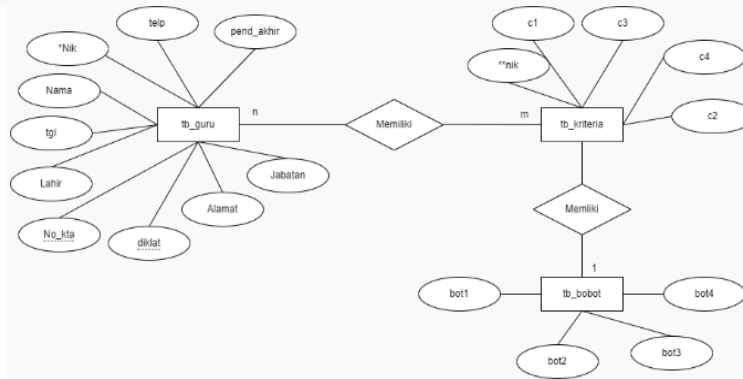 telp
pend_akhir
*Nik
Nama
tgl
Lahir
No_kta
diklat
Alamat
Jabatan
tb_guru
n
Memiliki
m
tb_kriteria
c1
c3
**nik
c4
c2
Memliki
1
tb_bobot
bot1
bot4
bot2
bot3